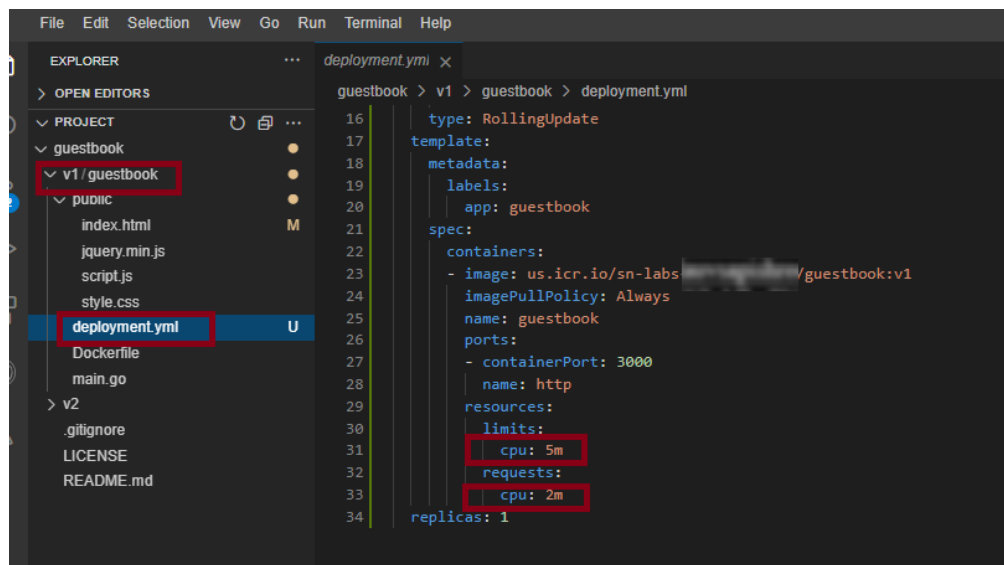 File Edit Selection View Go Run Terminal Help
EXPLORER
OPEN EDITORS
PROJECT
guestbook
v1/guestbook
public
index.html M
jquery.min.js
script.js
style.css
deployment.yml U
Dockerfile
main.go
v2
.gitignore
LICENSE
README.md
deployment.yml
guestbook > v1 > guestbook > deployment.yml
16 type: RollingUpdate
17 template:
18 metadata:
19 labels:
20 app: guestbook
21 spec:
22 containers:
23 - image: us.icr.io/sn-labs /guestbook:v1
24 imagePullPolicy: Always
25 name: guestbook
26 ports:
27 - containerPort: 3000
28 name: http
29 resources:
30 limits:
31 cpu: 5m
32 requests:
33 cpu: 2m
34 replicas: 1